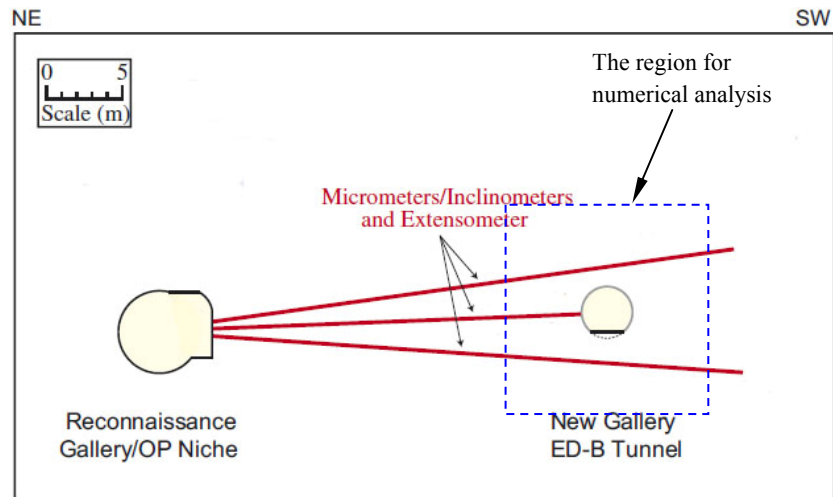 NE
SW
0 5
Scale (m)
The region for
numerical analysis
Micrometers/Inclinometers
and Extensometer
Reconnaissance
Gallery/OP Niche
New Gallery
ED-B Tunnel